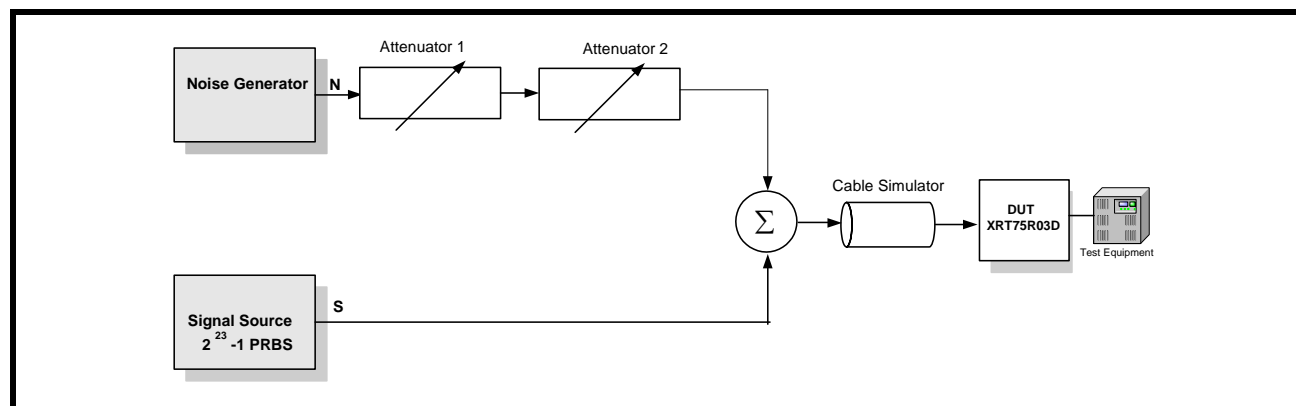 Attenuator 1
Attenuator 2
Noise Generator
N
Cable Simulator
Σ
DUT
XRT75R03D
Test Equipment
S
Signal Source
2 23 -1 PRBS